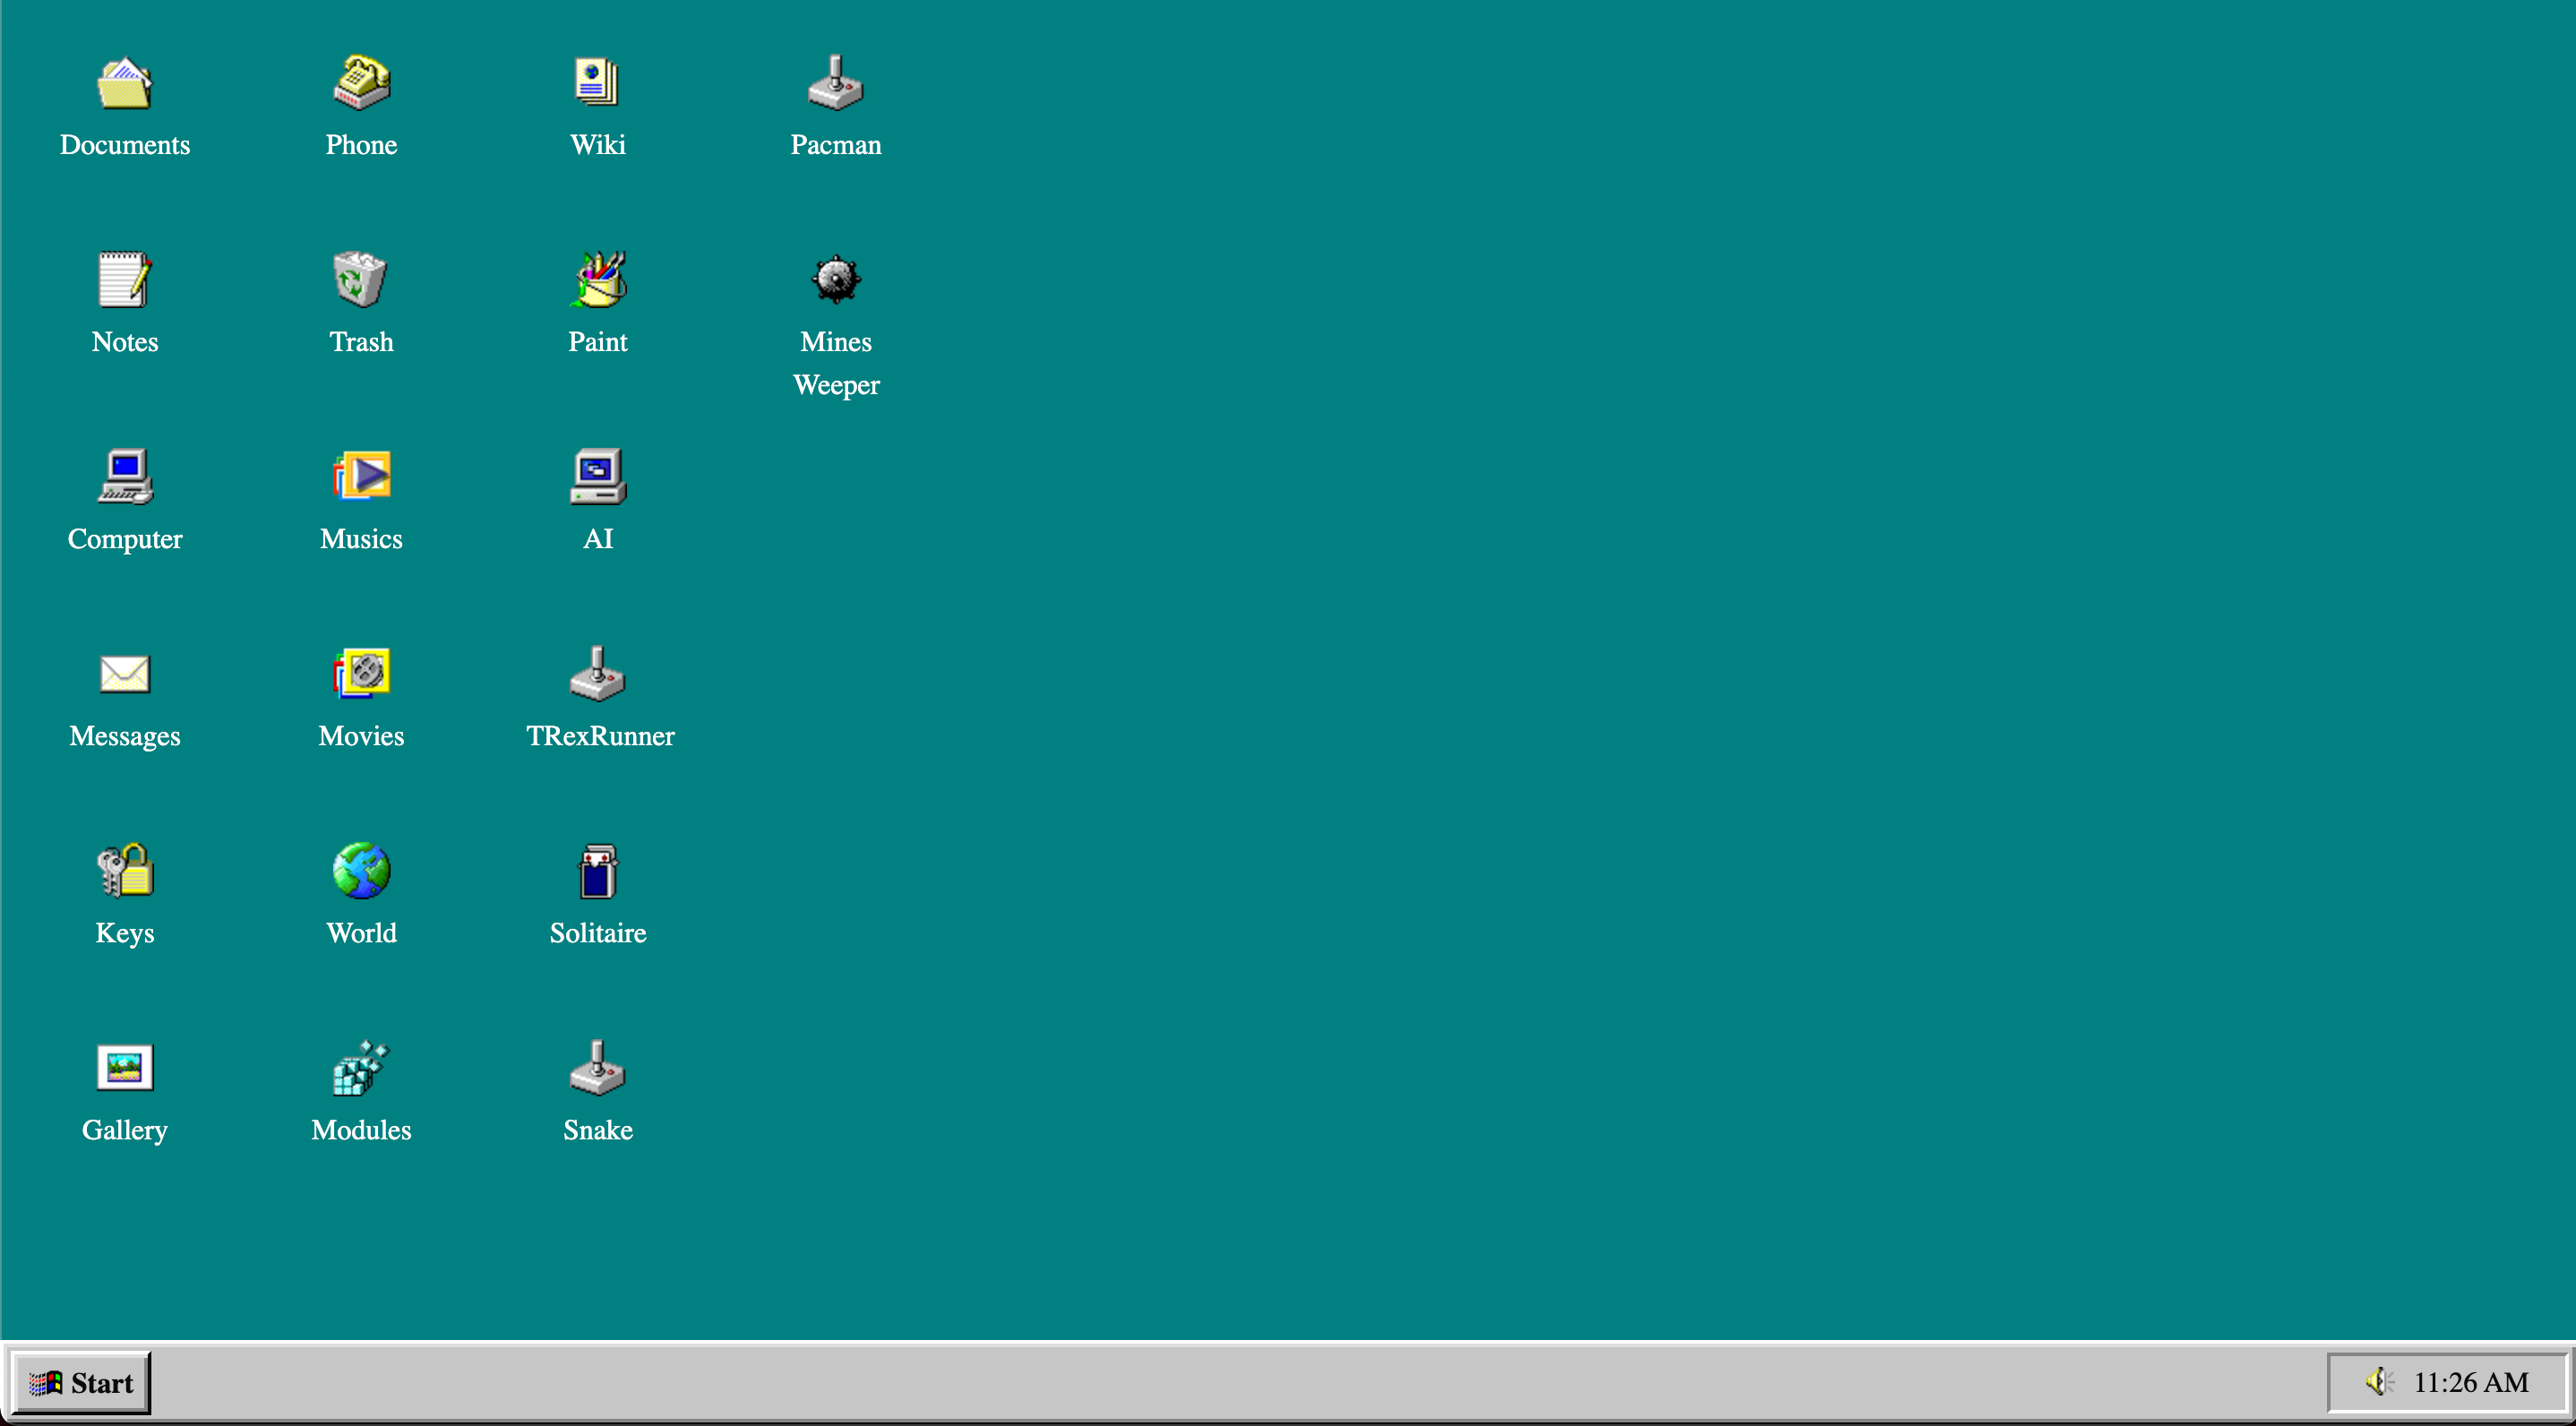 Documents
Phone
Wiki
Pacman
Notes
Trash
Paint
Mines
Weeper
Computer
Musics
AI
Messages
Movies
TRexRunner
Keys
World
Solitaire
Gallery
Modules
Snake
Start
11:26 AM